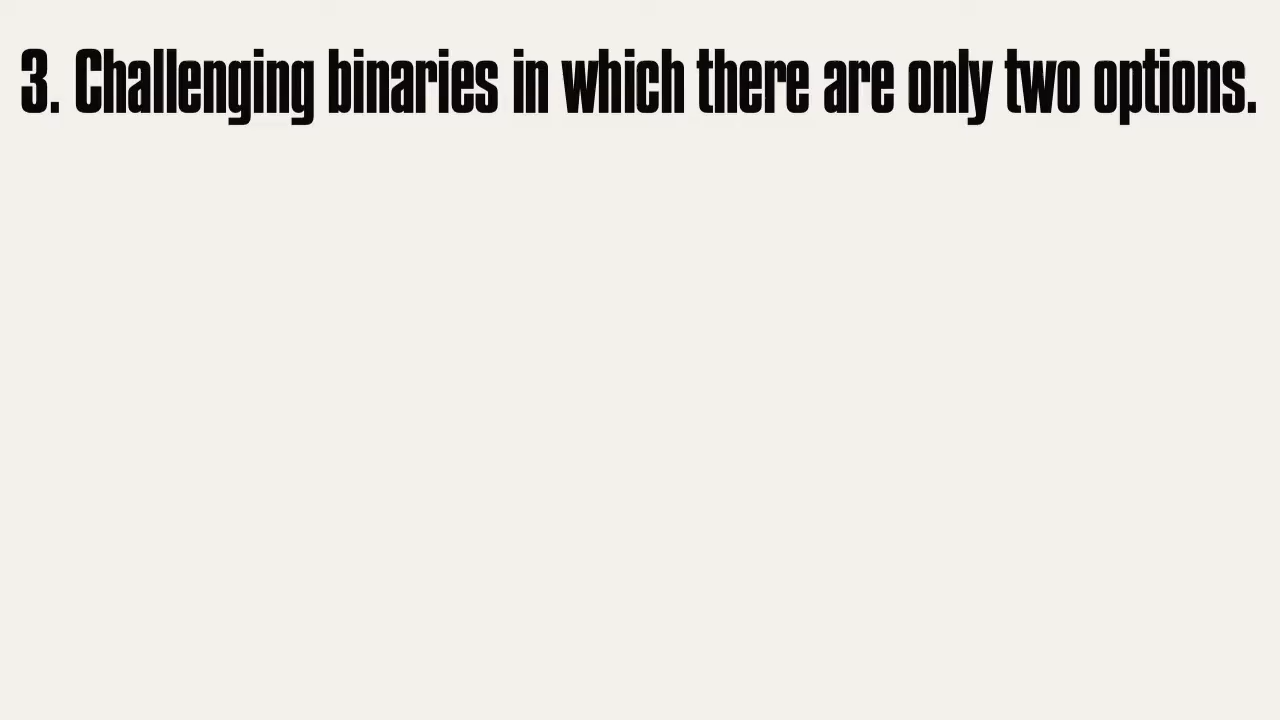 3. Challenging binaries in which there are only two options.